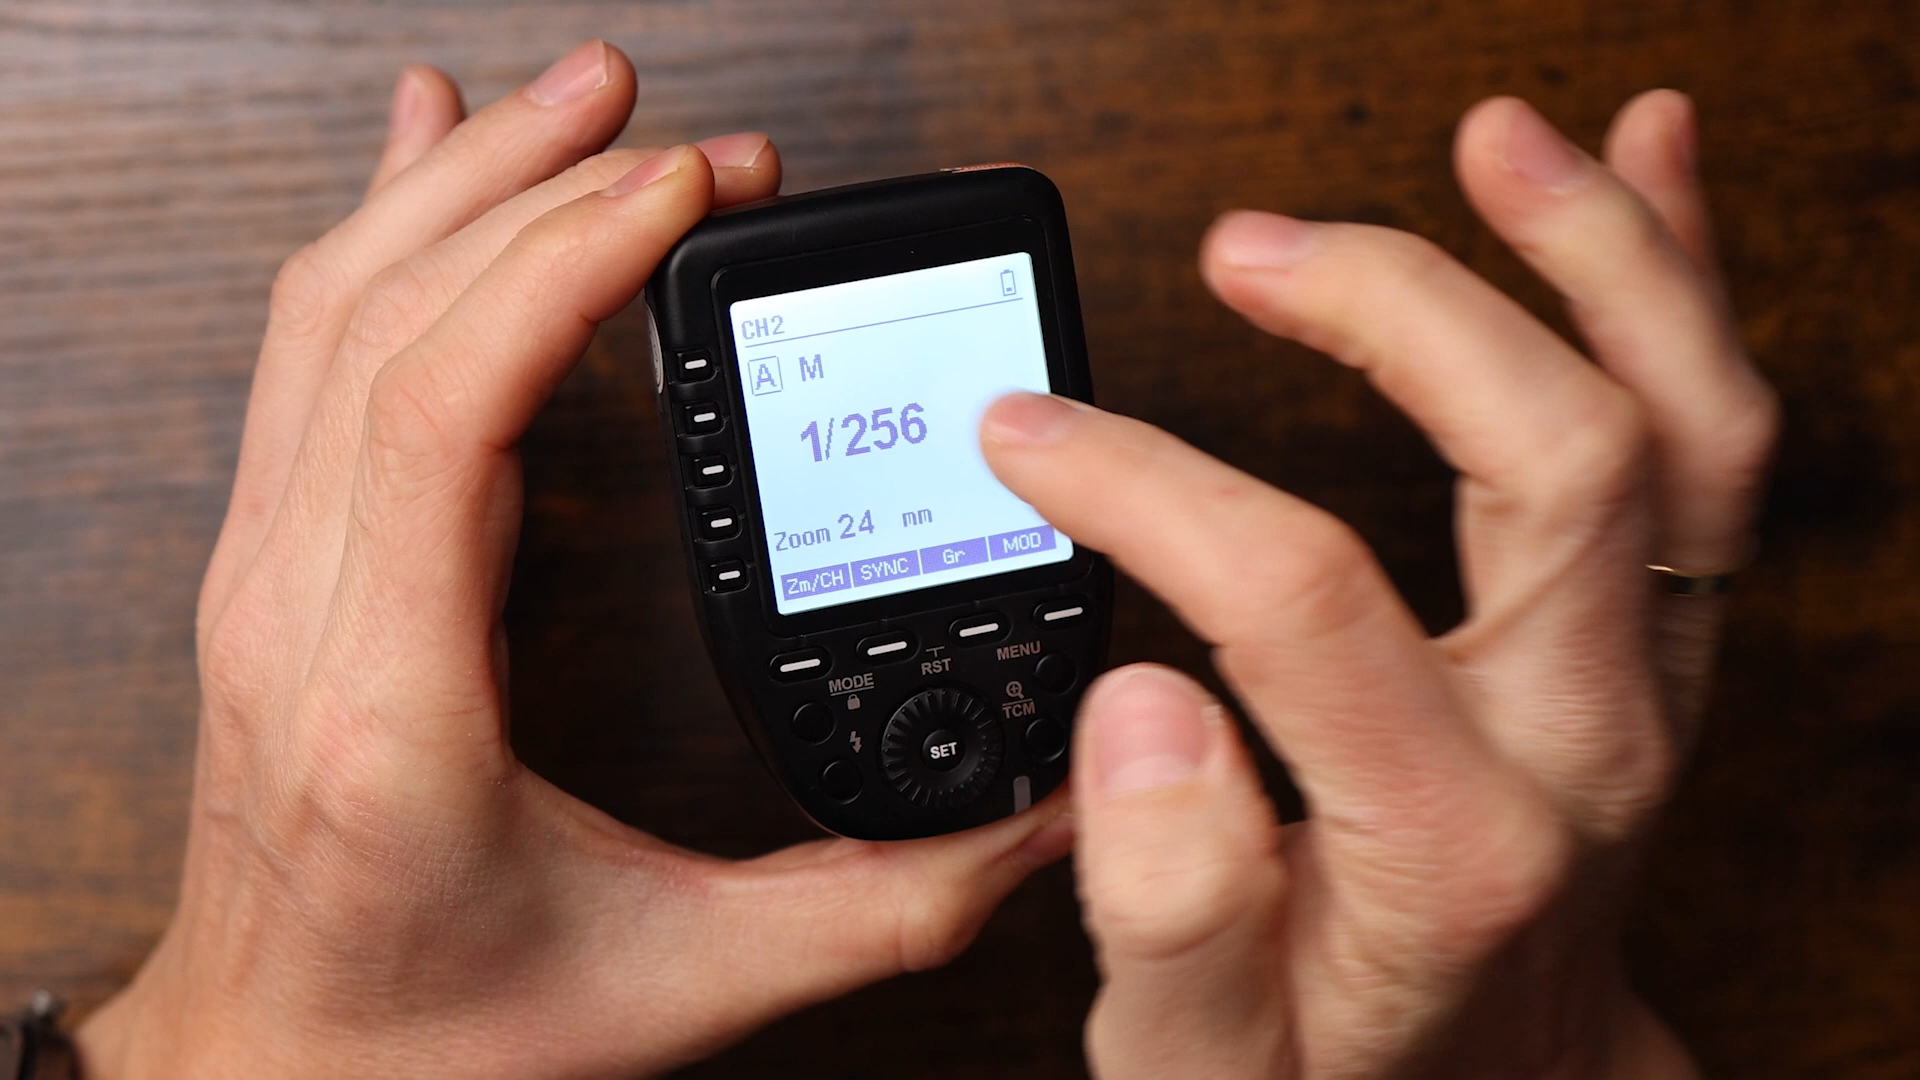 CH2
A M
1/256
Zoom 24 mm
Zm/CH SYNC Gr MOD
RST MENU
MODE
TCM
SET